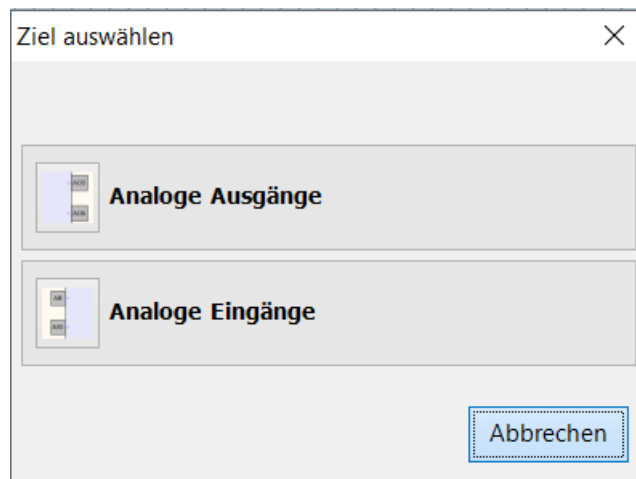 Ziel auswählen
Analoge Ausgänge
Analoge Eingänge
Abbrechen